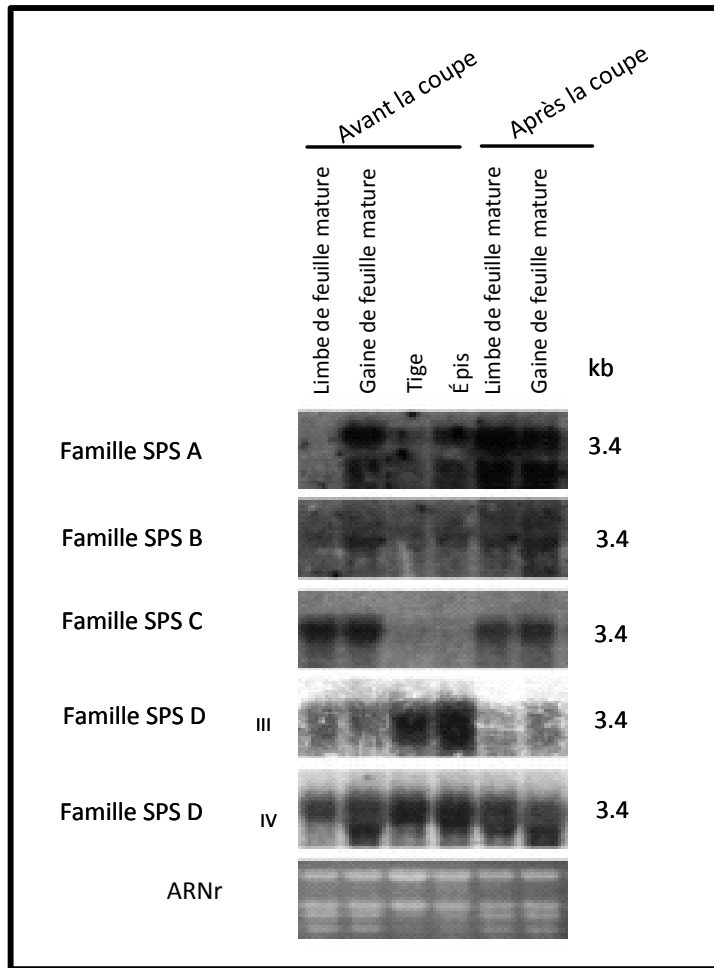 Avant la coupe
Après la coupe
Limbe de feuille mature
Gaine de feuille mature
Tige
Épis
Limbe de feuille mature
Gaine de feuille mature
kb
Famille SPS A
3.4
Famille SPS B
3.4
Famille SPS C
3.4
Famille SPS D III
3.4
Famille SPS D IV
3.4
ARNr